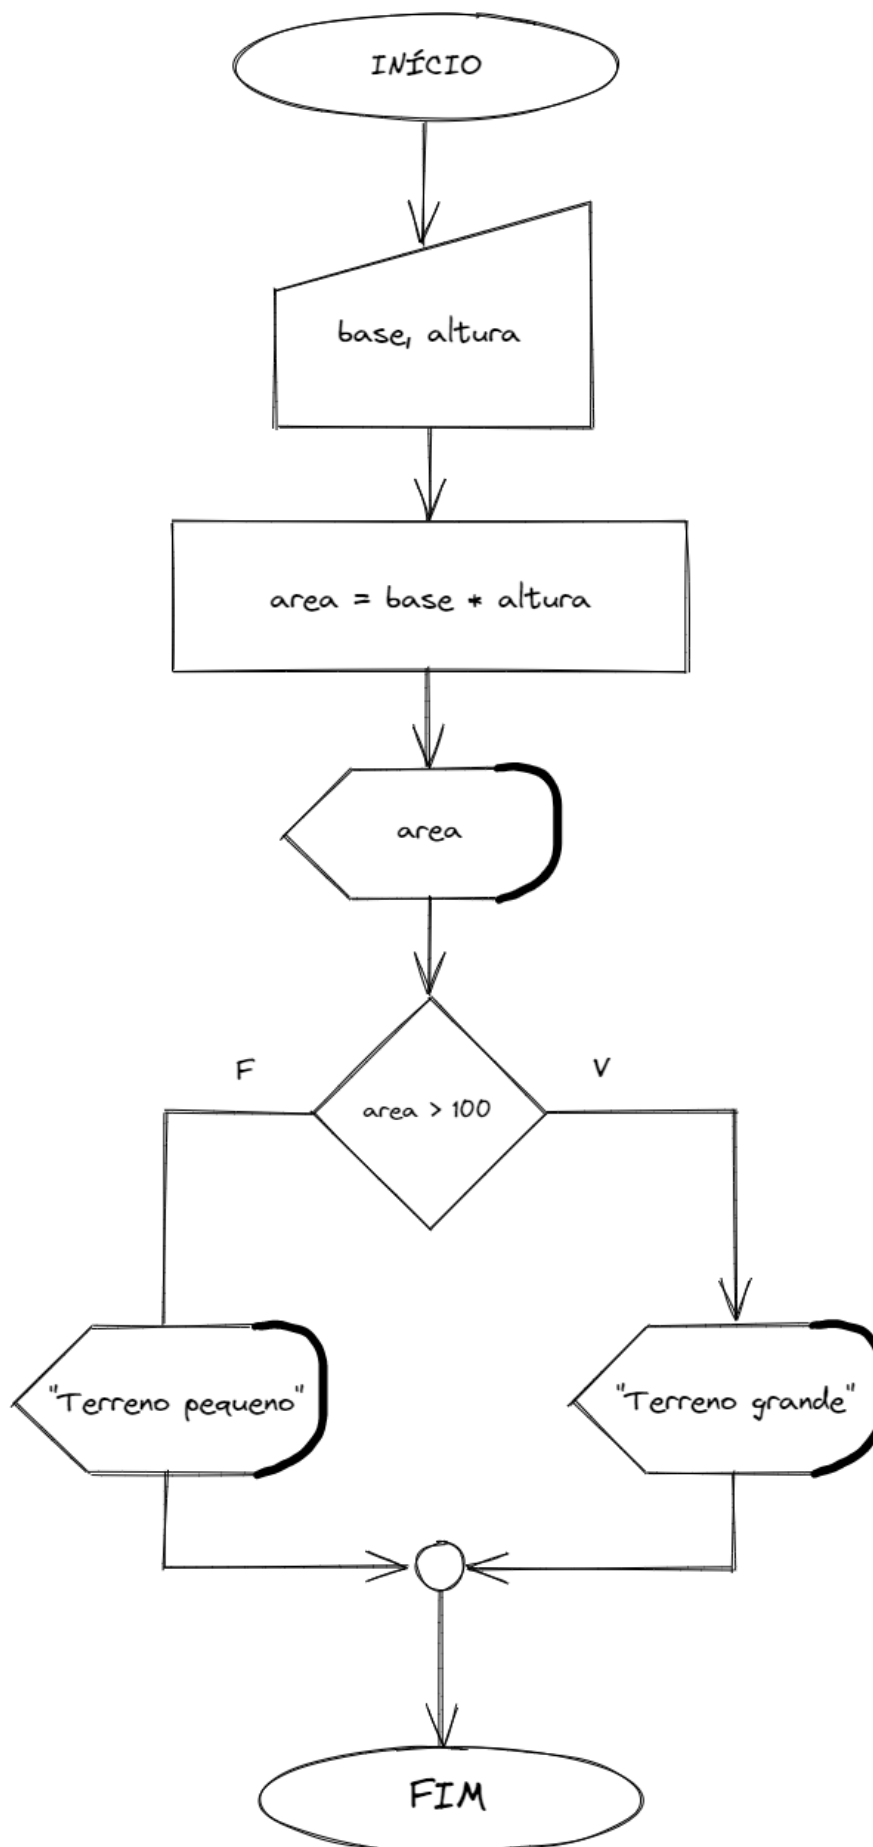 INÍCIO
base, altura
area = base * altura
area
F
V
area > 100
"Terreno pequeno"
"Terreno grande"
FIM